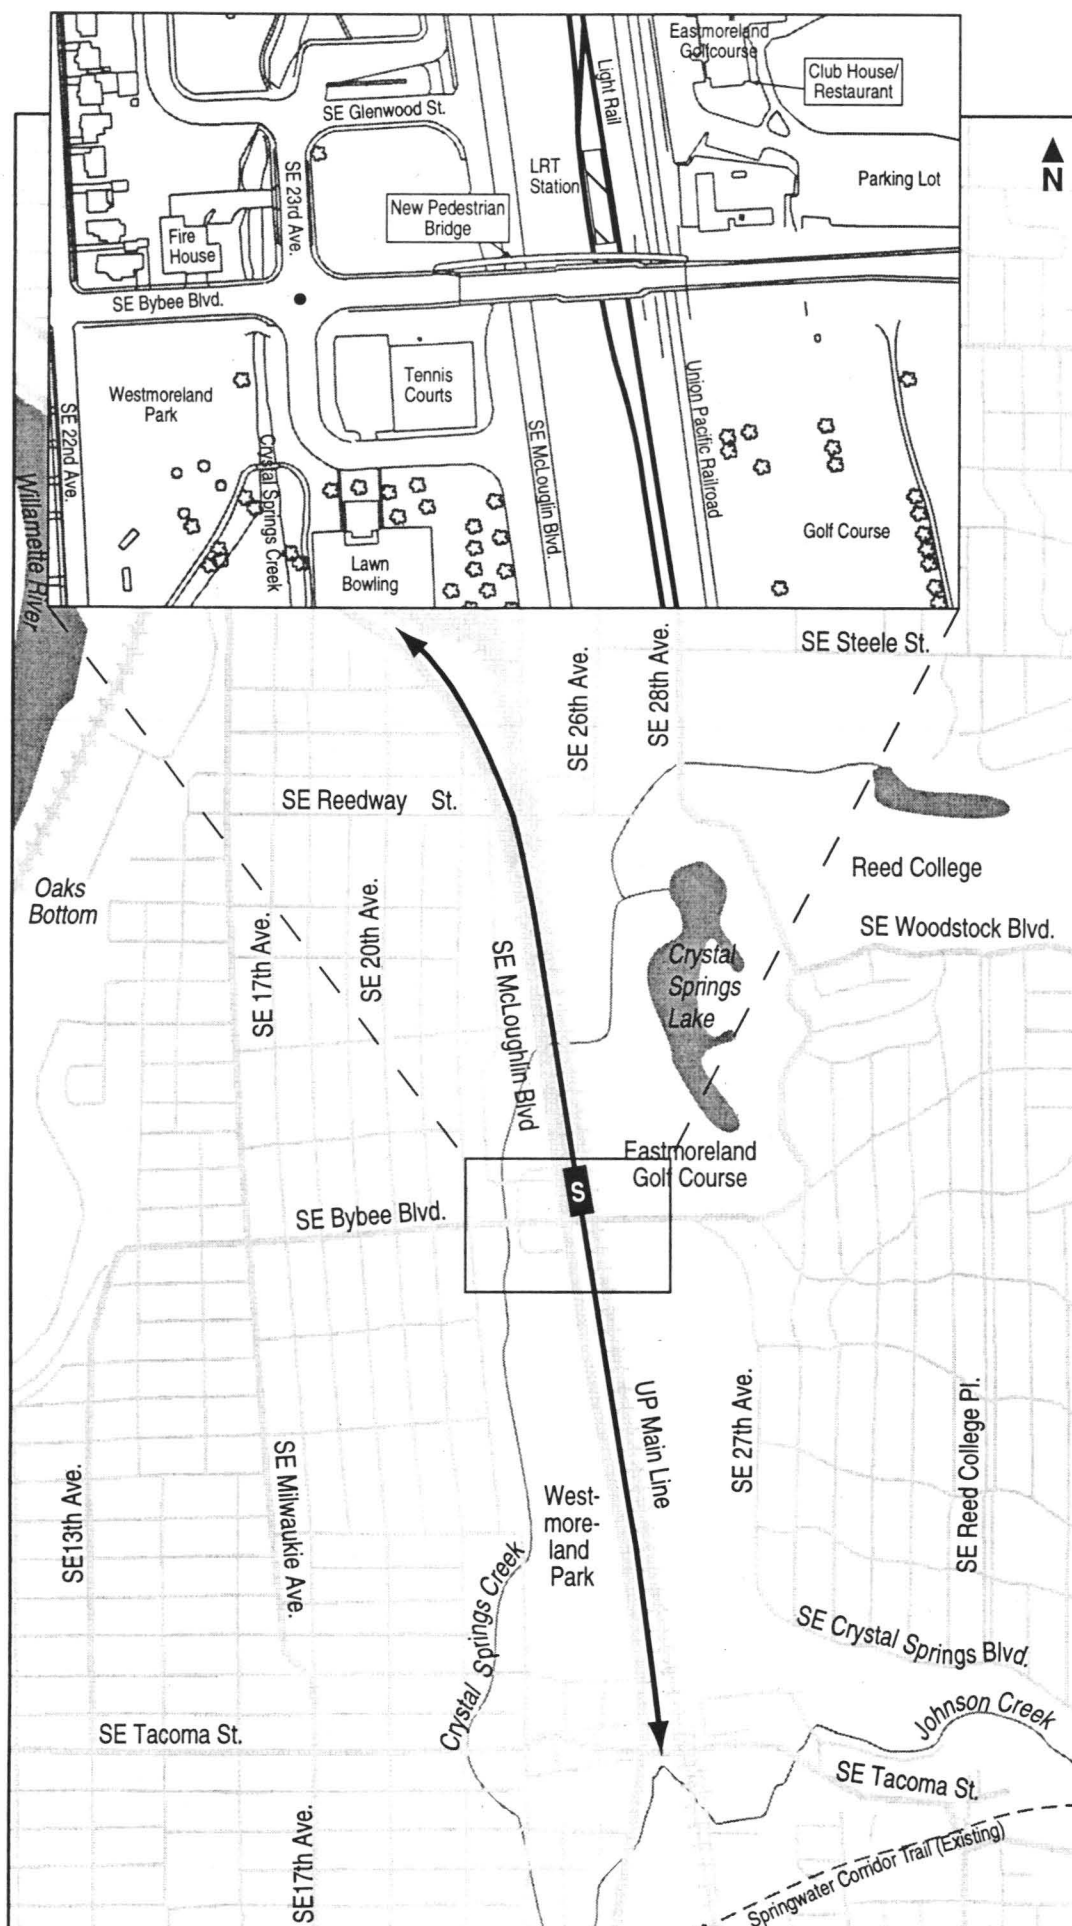 Eastmoreland
Golfcourse
Club House/
Restaurant
Light Rail
SE Glenwood St.
LRT
Station
Parking Lot
N
SE 23rd Ave.
New Pedestrian
Bridge
Fire
House
SE Bybee Blvd.
Westmoreland
Park
Tennis
Courts
SE 22nd Ave.
Crystal Springs Creek
SE McLouglin Blvd.
Union Pacific Railroad
Golf Course
Lawn
Bowling
Willamette River
SE Steele St.
SE 26th Ave.
SE 28th Ave.
SE Reedway St.
Reed College
Oaks
Bottom
SE Woodstock Blvd.
SE 17th Ave.
SE 20th Ave.
SE McLoughlin Blvd
Crystal
Springs
Lake
Eastmoreland
Golf Course
S
SE Bybee Blvd.
UP Main Line
SE 27th Ave.
SE Reed College Pl.
SE13th Ave.
SE Milwaukie Ave.
West-
more-
land
Park
Crystal Springs Creek
SE Crystal Springs Blvd.
Johnson Creek
SE Tacoma St.
SE Tacoma St.
SE17th Ave.
Springwater Corridor Trail (Existing)